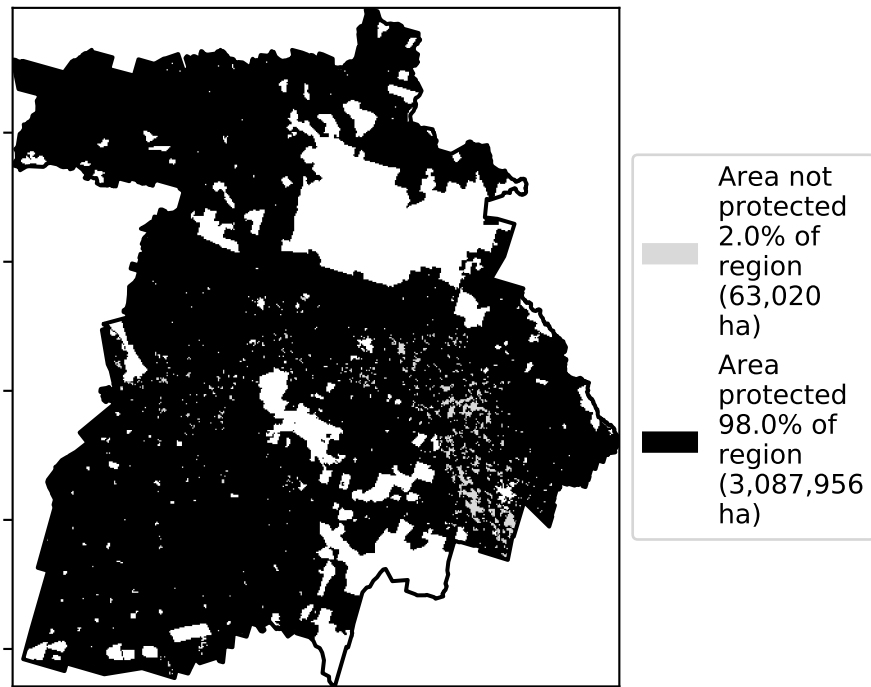 Area not
protected
2.0% of
region
(63,020
ha)
Area
protected
98.0% of
region
(3,087,956
ha)